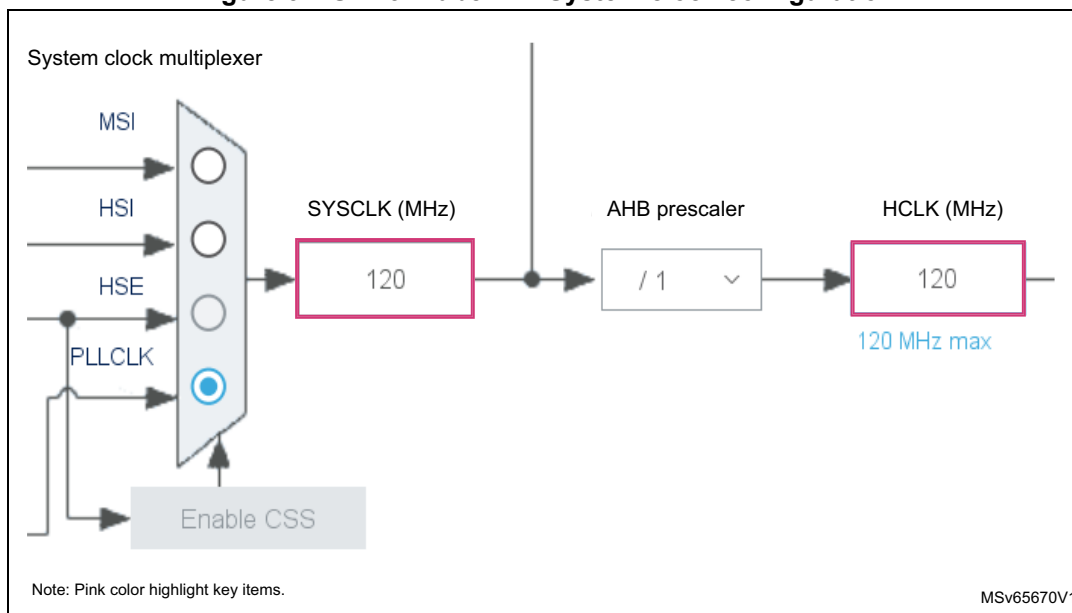 System clock multiplexer
MSI
HSI
HSE
PLLCLK
SYSCLK (MHz)
120
AHB prescaler
/ 1
HCLK (MHz)
120
120 MHz max
Enable CSS
Note: Pink color highlight key items.
MSv65670V1